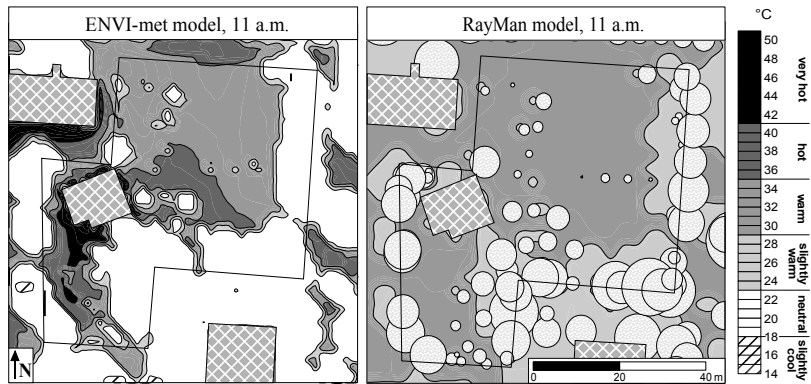 ENVI-met model, 11 a.m.
RayMan model, 11 a.m.
°C
50
48
46
44
42
40
38
36
34
32
30
28
26
24
22
20
18
16
14
very hot
hot
warm
slightly
warm
neutral
slightly
cool
N
0 20 40 m